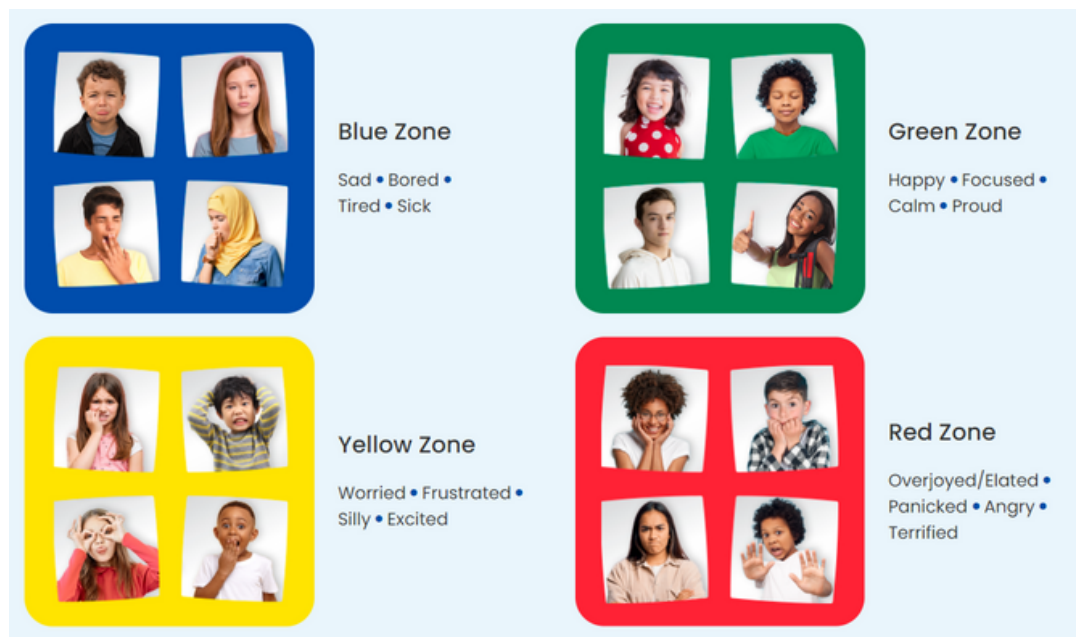 Blue Zone
Sad • Bored •
Tired • Sick
Green Zone
Happy • Focused •
Calm • Proud
Yellow Zone
Worried • Frustrated •
Silly • Excited
Red Zone
Overjoyed/Elated •
Panicked • Angry •
Terrified